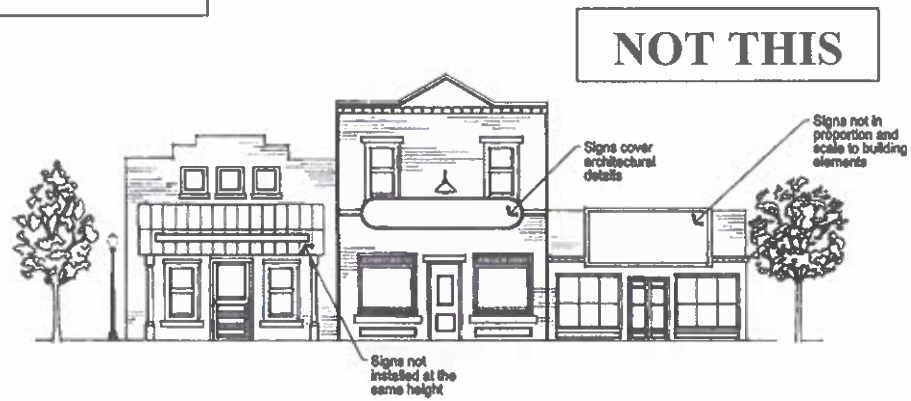 NOT THIS
Signs cover
architectural
details
Signs not in
proportion and
scale to building
elements
Signs not
installed at the
same height